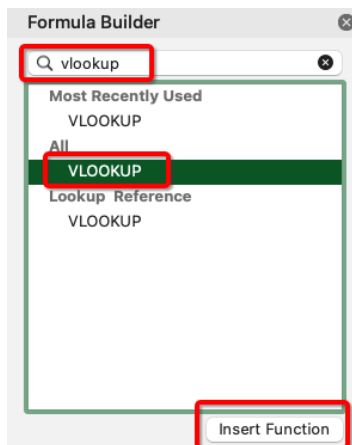 Formula Builder
vlookup
Most Recently Used
VLOOKUP
All
VLOOKUP
Lookup Reference
VLOOKUP
Insert Function